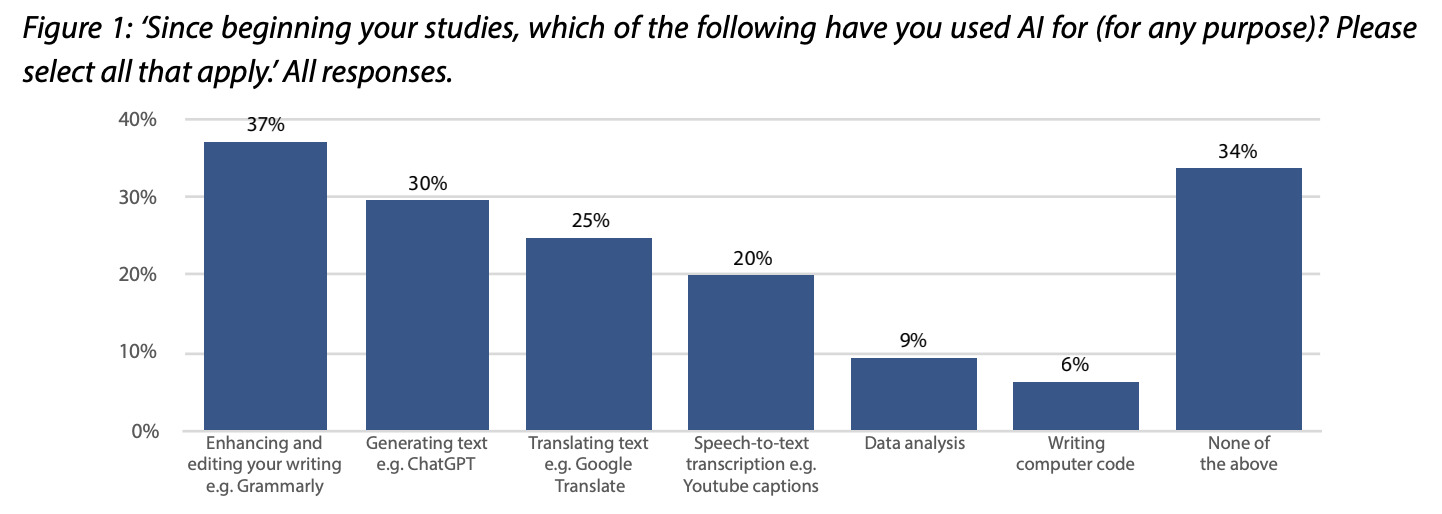 Figure 1: ‘Since beginning your studies, which of the following have you used AI for (for any purpose)? Please
select all that apply.’ All responses.
40%
30%
20%
10%
0%
37%
30%
25%
20%
9%
6%
34%
Enhancing and
editing your writing
e.g. Grammarly
Generating text
e.g. ChatGPT
Translating text
e.g. Google
Translate
Speech-to-text
transcription e.g.
Youtube captions
Data analysis
Writing
computer code
None of
the above